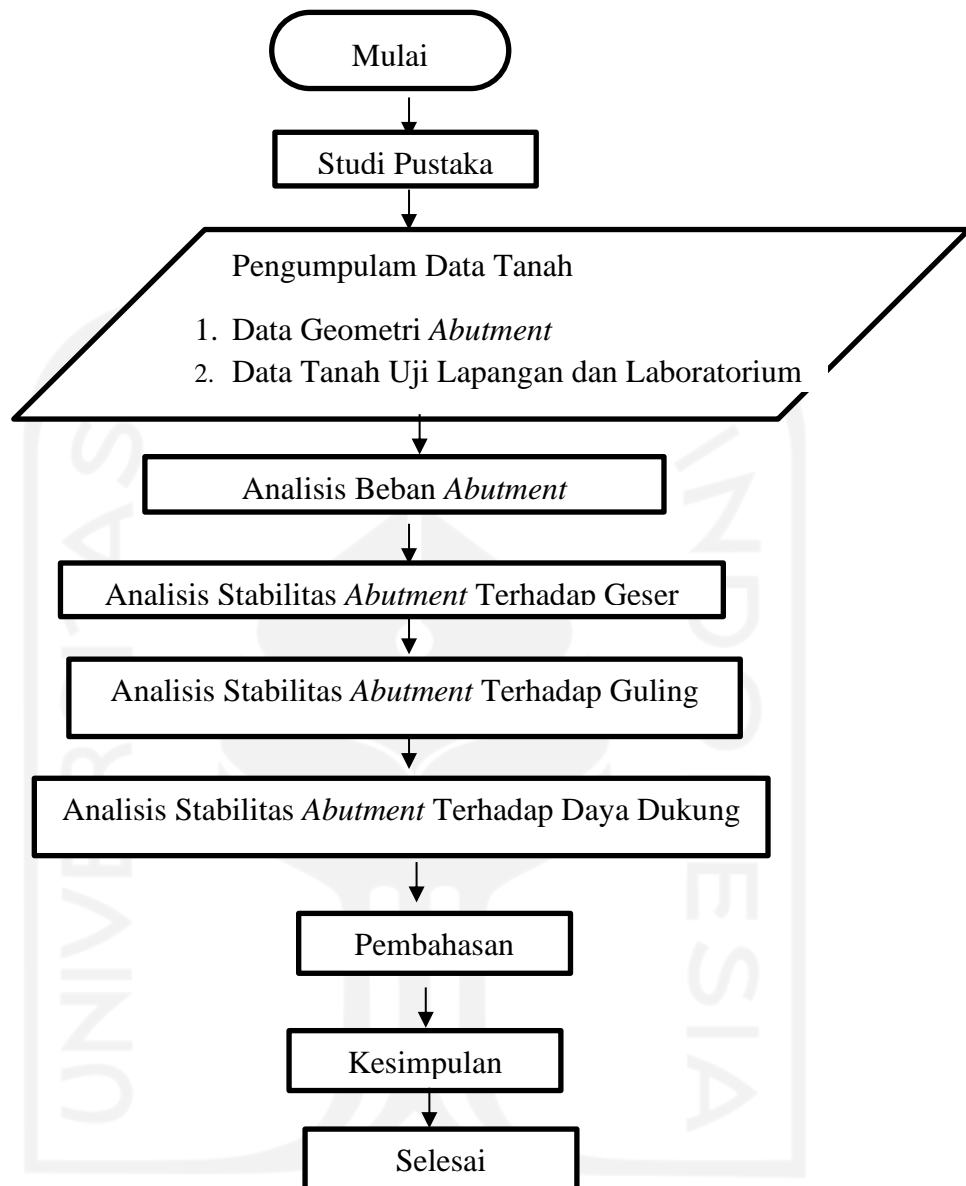 Mulai
Studi Pustaka
Pengumpulam Data Tanah
1. Data Geometri Abutment
2. Data Tanah Uji Lapangan dan Laboratorium
Analisis Beban Abutment
Analisis Stabilitas Abutment Terhadap Geser
Analisis Stabilitas Abutment Terhadap Guling
Analisis Stabilitas Abutment Terhadap Daya Dukung
Pembahasan
Kesimpulan
Selesai
UNIVERSITAS
INDONESIA